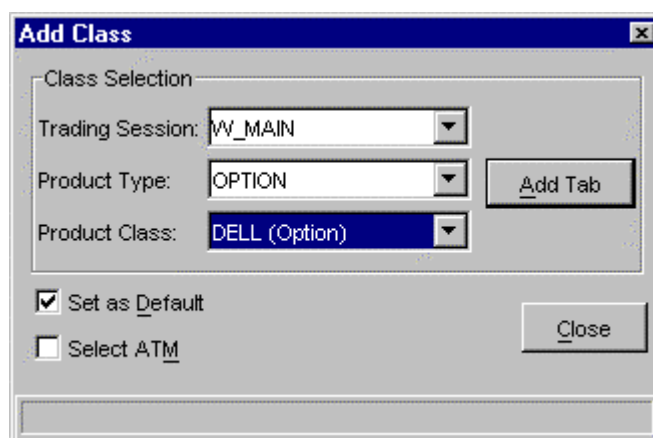 Add Class
Class Selection
Trading Session: W_MAIN
Product Type: OPTION
Add Tab
Product Class: DELL (Option)
Set as Default
Close
Select ATM